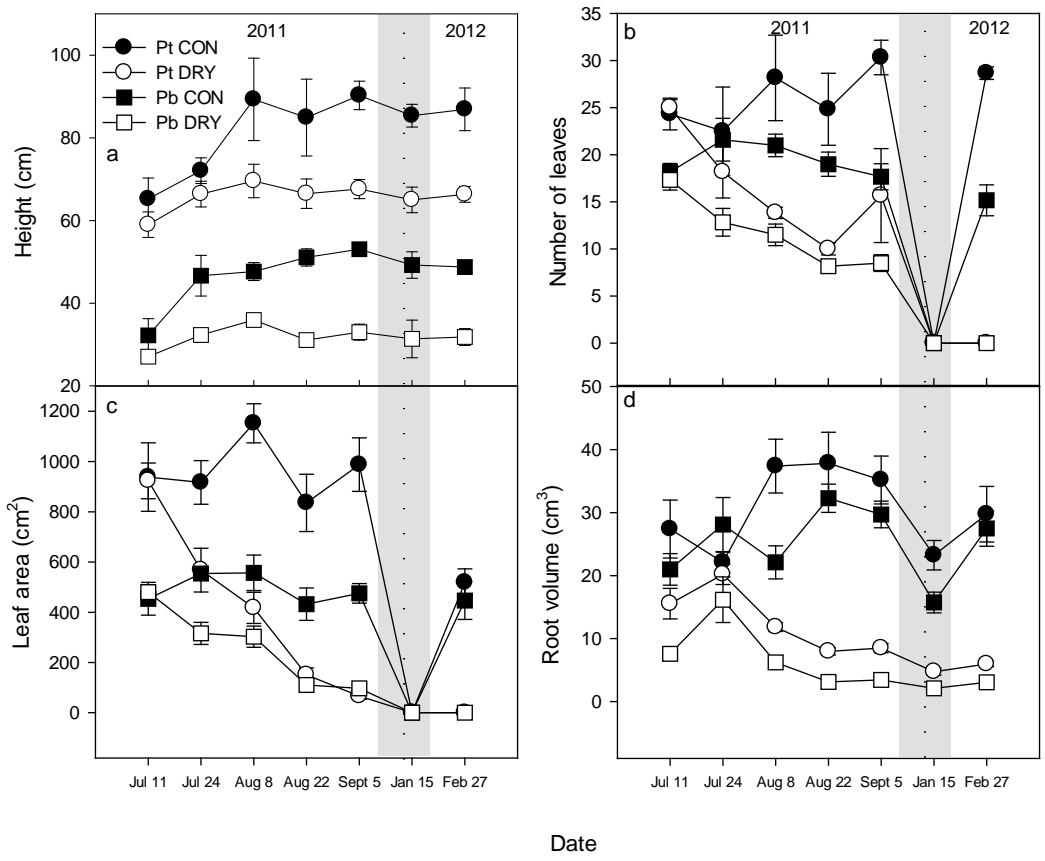 2011
2012
Pt CON
Pt DRY
Pb CON
Pb DRY
a
Height (cm)
100
80
60
40
20
2011
2012
b
Number of leaves
35
30
25
20
15
10
5
0
c
Leaf area (cm²)
1200
1000
800
600
400
200
0
Jul 11 Jul 24 Aug 8 Aug 22 Sept 5 Jan 15 Feb 27
d
Root volume (cm³)
50
40
30
20
10
0
Jul 11 Jul 24 Aug 8 Aug 22 Sept 5 Jan 15 Feb 27
Date